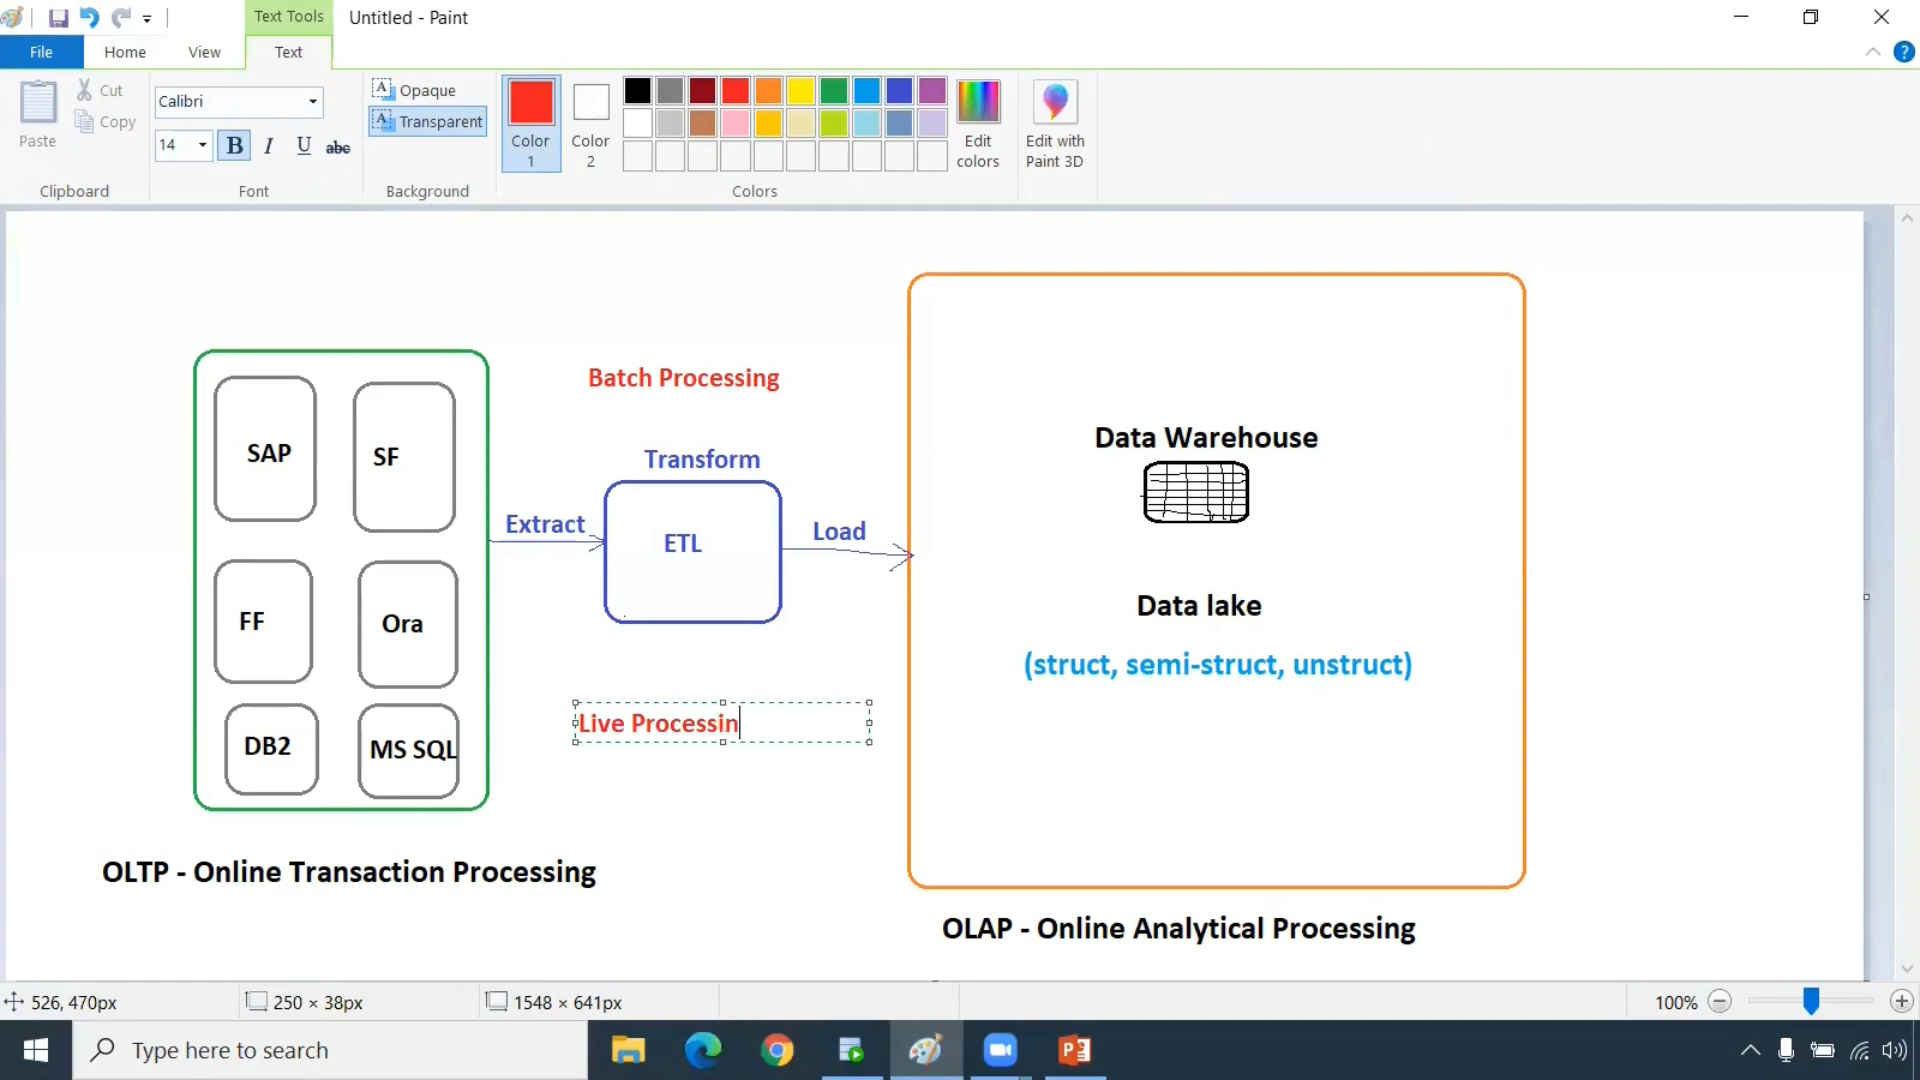 Text Tools
Untitled - Paint
File
Home
View
Text
Paste
Cut
Copy
Clipboard
Calibri
14
B I U abc
Font
A Opaque
A Transparent
Background
Color 1
Color 2
Edit colors
Colors
Edit with Paint 3D
?
Batch Processing
SAP
SF
Transform
Extract
ETL
Load
Data Warehouse
FF
Ora
Data lake
(struct, semi-struct, unstruct)
Live Processin
DB2
MS SQL
OLTP - Online Transaction Processing
OLAP - Online Analytical Processing
526, 470px
250 × 38px
1548 × 641px
100%
Type here to search
P